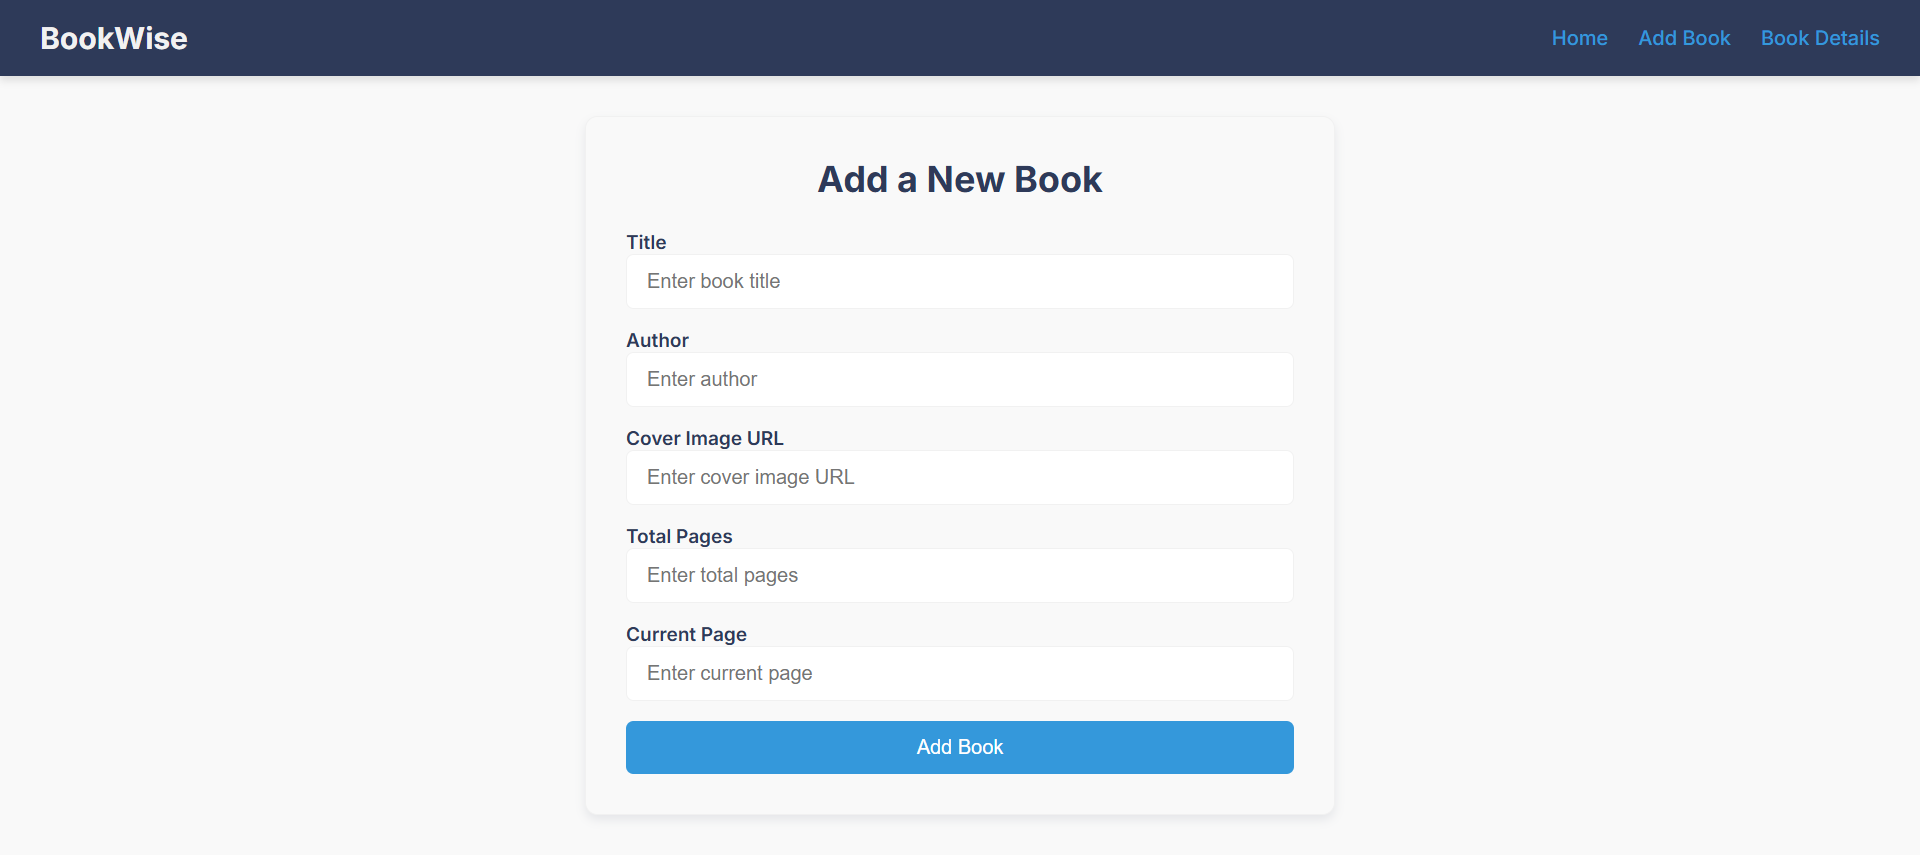 BookWise
Home Add Book Book Details
Add a New Book
Title
Enter book title
Author
Enter author
Cover Image URL
Enter cover image URL
Total Pages
Enter total pages
Current Page
Enter current page
Add Book